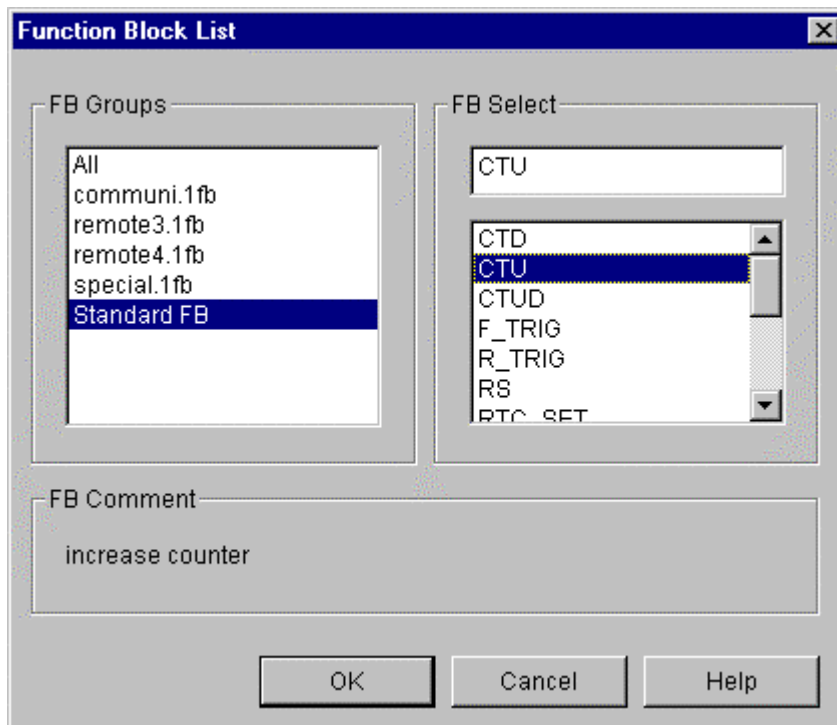 Function Block List
FB Groups
All
communi.1fb
remote3.1fb
remote4.1fb
special.1fb
Standard FB
FB Select
CTU
CTD
CTU
CTUD
F_TRIG
R_TRIG
RS
RTC_SET
FB Comment
increase counter
OK Cancel Help